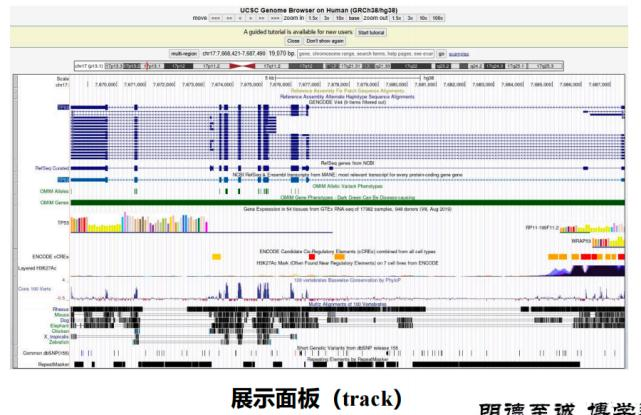 UCSC Genome Browser on Human (GRCh38/hg38)
move <<< << < > >> >>> zoom in 1.5x 3x 10x base zoom out 1.5x 3x 10x 100x
A guided tutorial is available for new users Start tutorial
Close Don't show again
multi-region chr17:7,668,421-7,687,490 19,070 bp. gene, chromosome range, search terms, help pages, see exam go examples
chr17 (p13.1)
Scale 5 kb hg38
chr17: 7,670,000 7,671,000 7,672,000 7,673,000 7,674,000 7,675,000 7,676,000 7,677,000 7,678,000 7,679,000 7,680,000 7,681,000 7,682,000 7,683,000 7,684,000 7,685,000 7,686,000 7,687,000
Reference Assembly Fix Patch Sequence Alignments
Reference Assembly Alternate Haplotype Sequence Alignments
TP53
RefSeq genes from NCBI
RefSeq Curated
NCBI RefSeq & Ensembl transcripts from MANE: most relevant transcript for every protein-coding gene
TP53
OMIM Allelic Variant Phenotypes
OMIM Alleles
OMIM Gene Phenotypes - Dark Green Can Be Disease-causing
OMIM Genes
Gene Expression in 54 tissues from GTEx RNA-seq of 17382 samples, 948 donors (V8, Aug 2019)
TP53
RP11-199F11.2
WRAP53
ENCODE Candidate Cis-Regulatory Elements (cCREs) combined from all cell types
ENCODE cCREs
H3K27Ac Mark (Often Found Near Regulatory Elements) on 7 cell lines from ENCODE
Layered H3K27Ac
100 vertebrates Basewise Conservation by PhyloP
4
Cons 100 Verts
-0.5
Multiz Alignments of 100 Vertebrates
Rhesus
Mouse
Dog
Elephant
Chicken
X_tropicalis
Zebrafish
Short Genetic Variants from dbSNP release 155
Common dbSNP(155)
Repeating Elements by RepeatMasker
RepeatMasker
展示面板（track）
明德至诚 博学